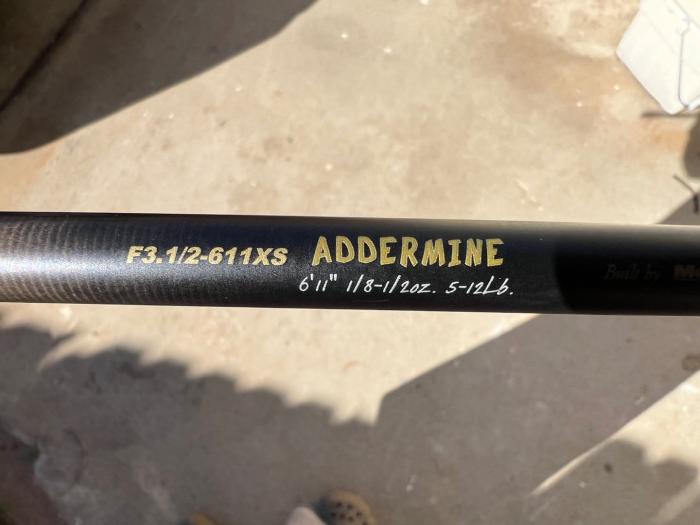 F3.1/2-611XS ADDERMINE
6'11" 1/8-1/2oz. 5-12Lb.
Built by